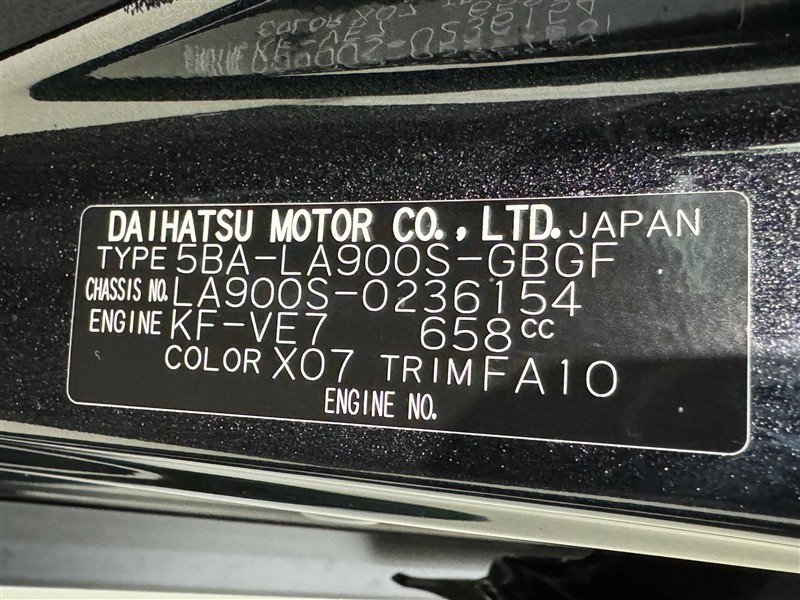 DAIHATSU MOTOR CO., LTD. JAPAN
TYPE 5BA-LA900S-GBGF
CHASSIS NO. LA900S-0236154
ENGINE KF-VE7 658cc
COLOR X07 TRIM FA10
ENGINE NO.